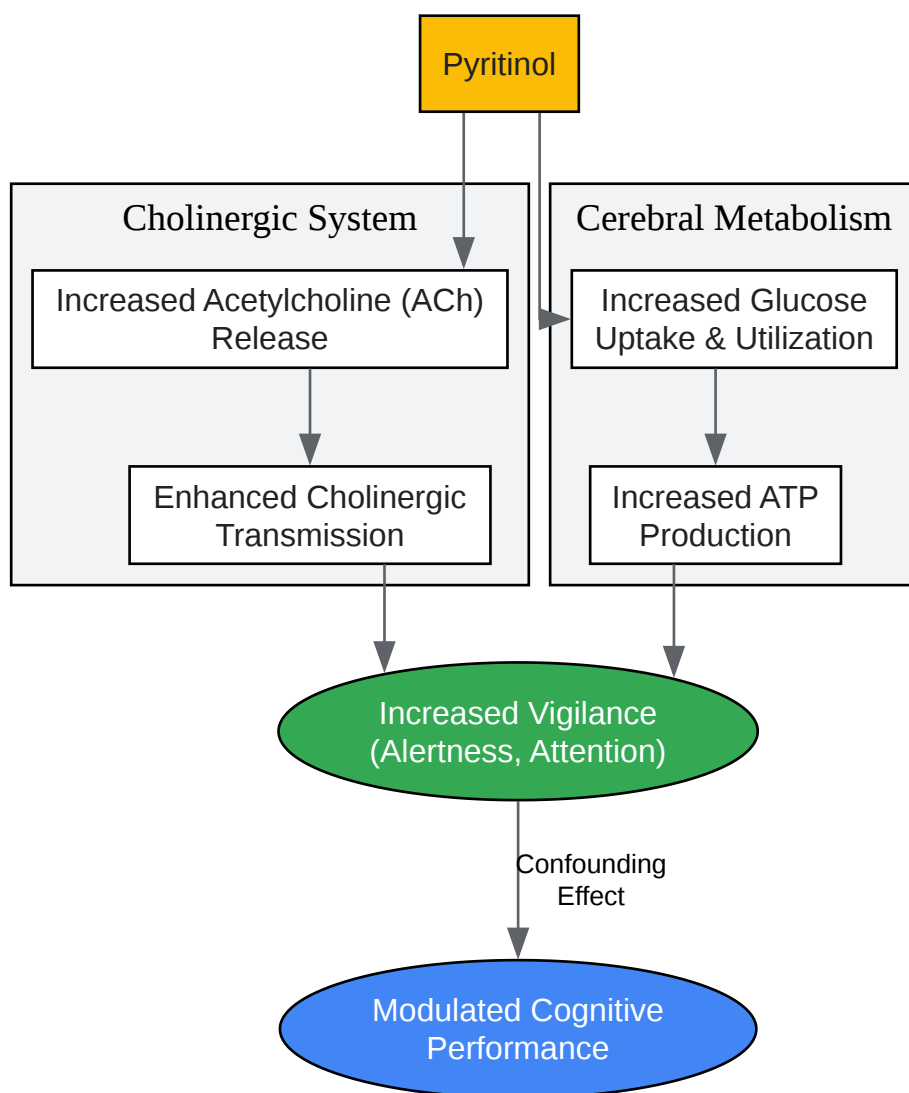 Pyritinol
Cholinergic System
Increased Acetylcholine (ACh)
Release
Enhanced Cholinergic
Transmission
Cerebral Metabolism
Increased Glucose
Uptake & Utilization
Increased ATP
Production
Increased Vigilance
(Alertness, Attention)
Confounding
Effect
Modulated Cognitive
Performance